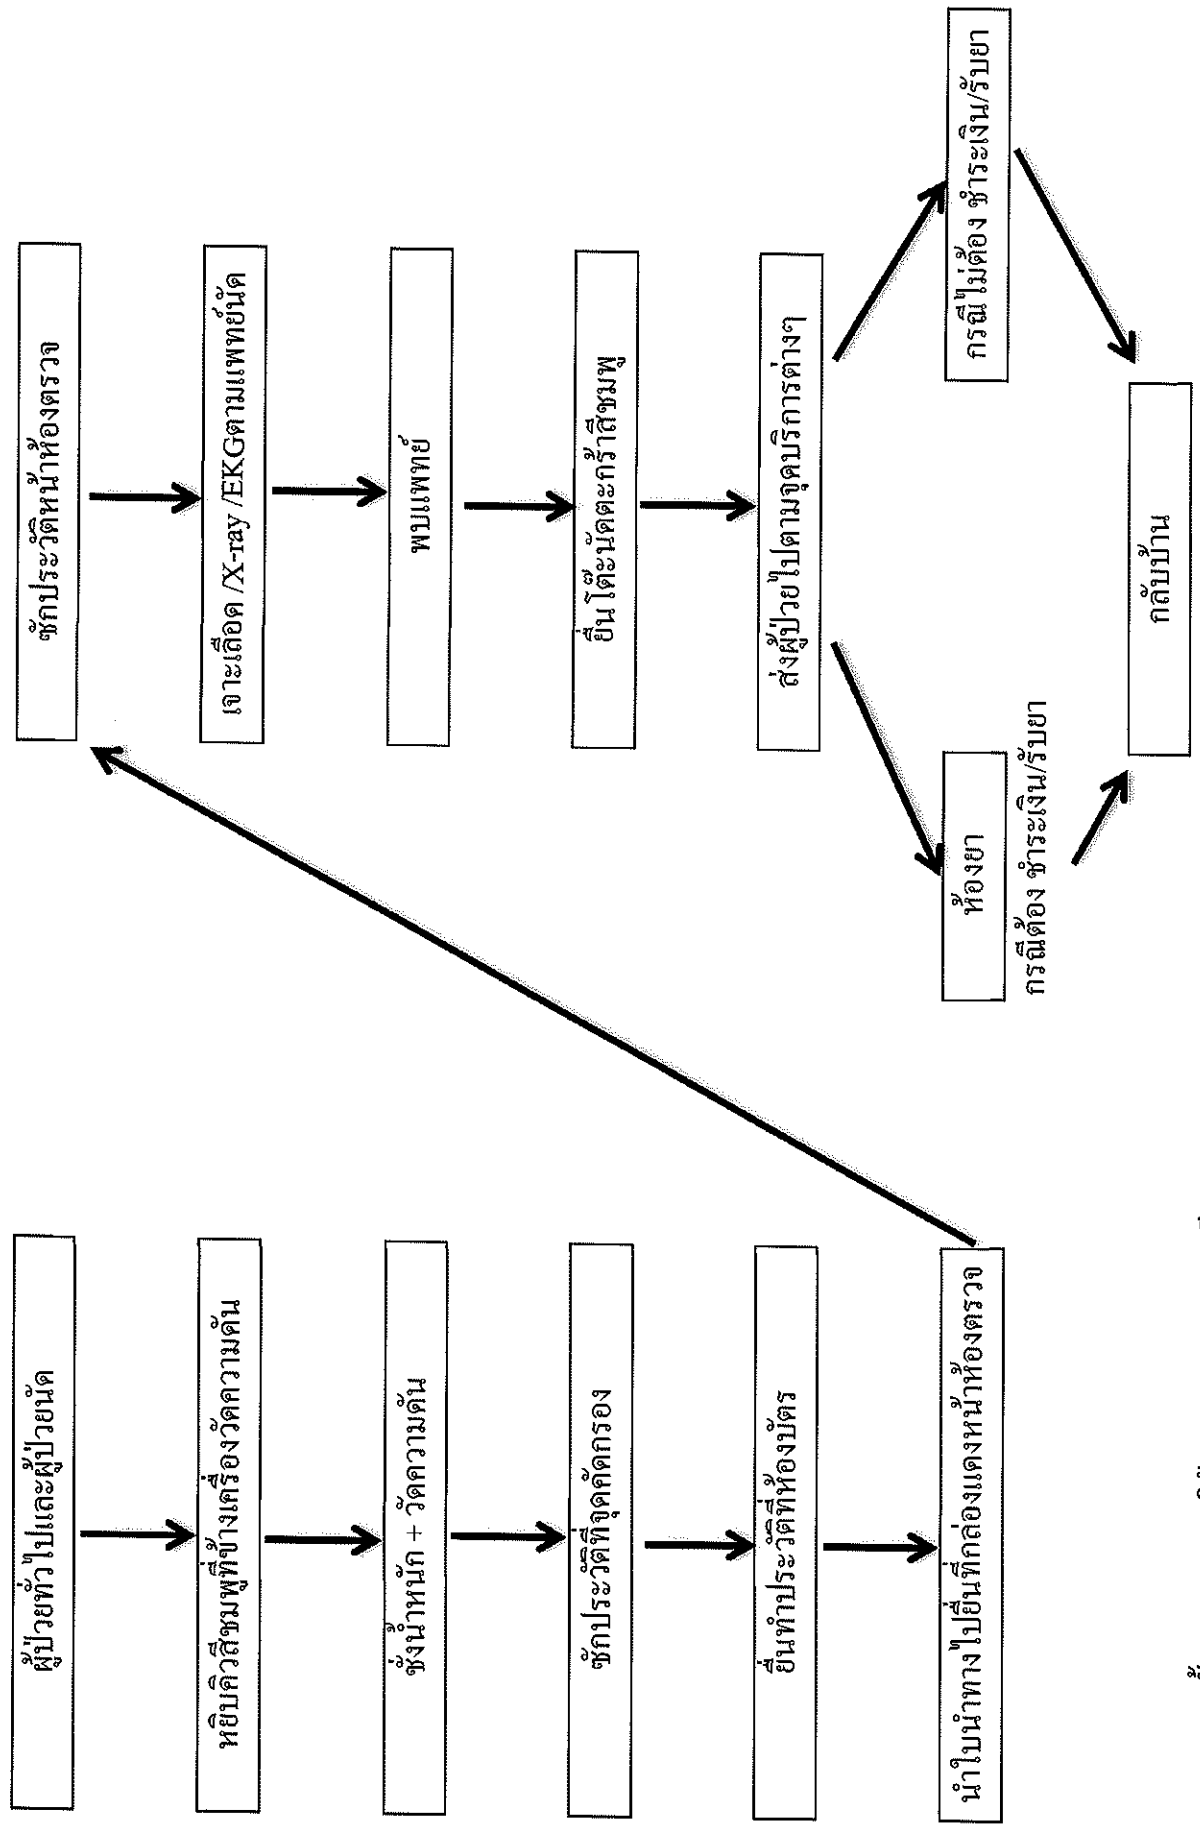 ผู้ป่วยทั่วไปและผู้ป่วยนัด
หยิบคิวสีชมพูที่ข้างเครื่องวัดความดัน
ชั่งน้ำหนัก + วัดความดัน
ซักประวัติที่จุดคัดกรอง
ยื่นทำประวัติที่ห้องบัตร
นำใบนำทางไปยื่นที่กล่องแดงหน้าห้องตรวจ
ซักประวัติหน้าห้องตรวจ
เจาะเลือด /X-ray /EKGตามแพทย์นัด
พบแพทย์
ยื่นโต๊ะนัดตะกร้าสีชมพู
ส่งผู้ป่วยไปตามจุดบริการต่างๆ
ห้องยา
กรณีต้อง ชำระเงิน/รับยา
กรณีไม่ต้อง ชำระเงิน/รับยา
กลับบ้าน